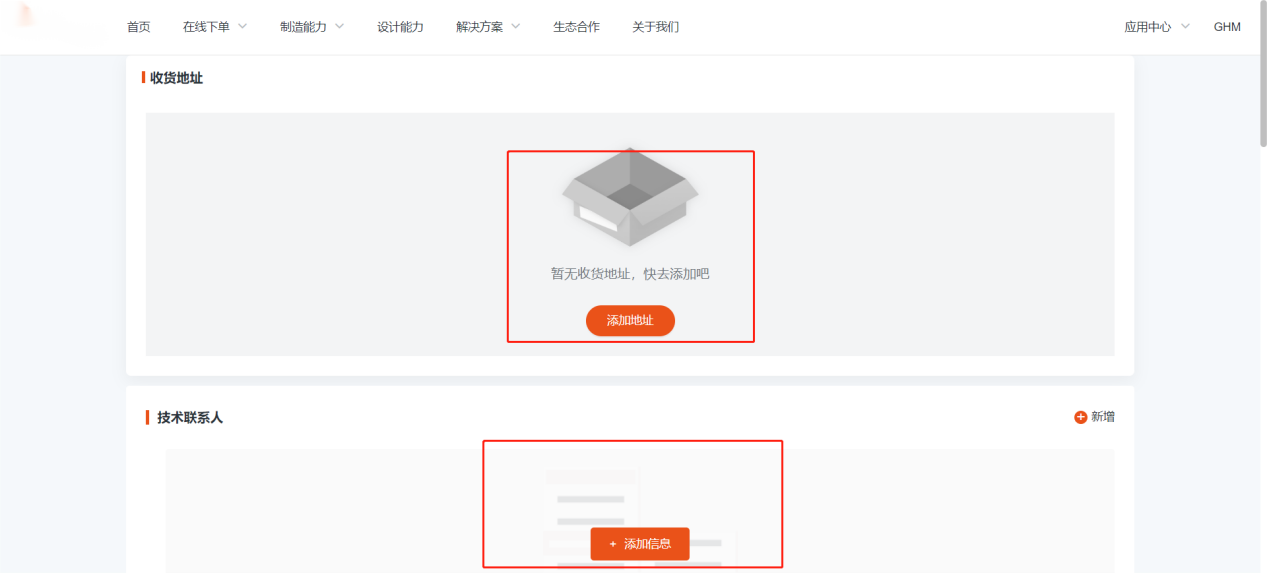 首页 在线下单 制造能力 设计能力 解决方案 生态合作 关于我们 应用中心 GHM
收货地址
暂无收货地址，快去添加吧
添加地址
技术联系人 新增
+ 添加信息